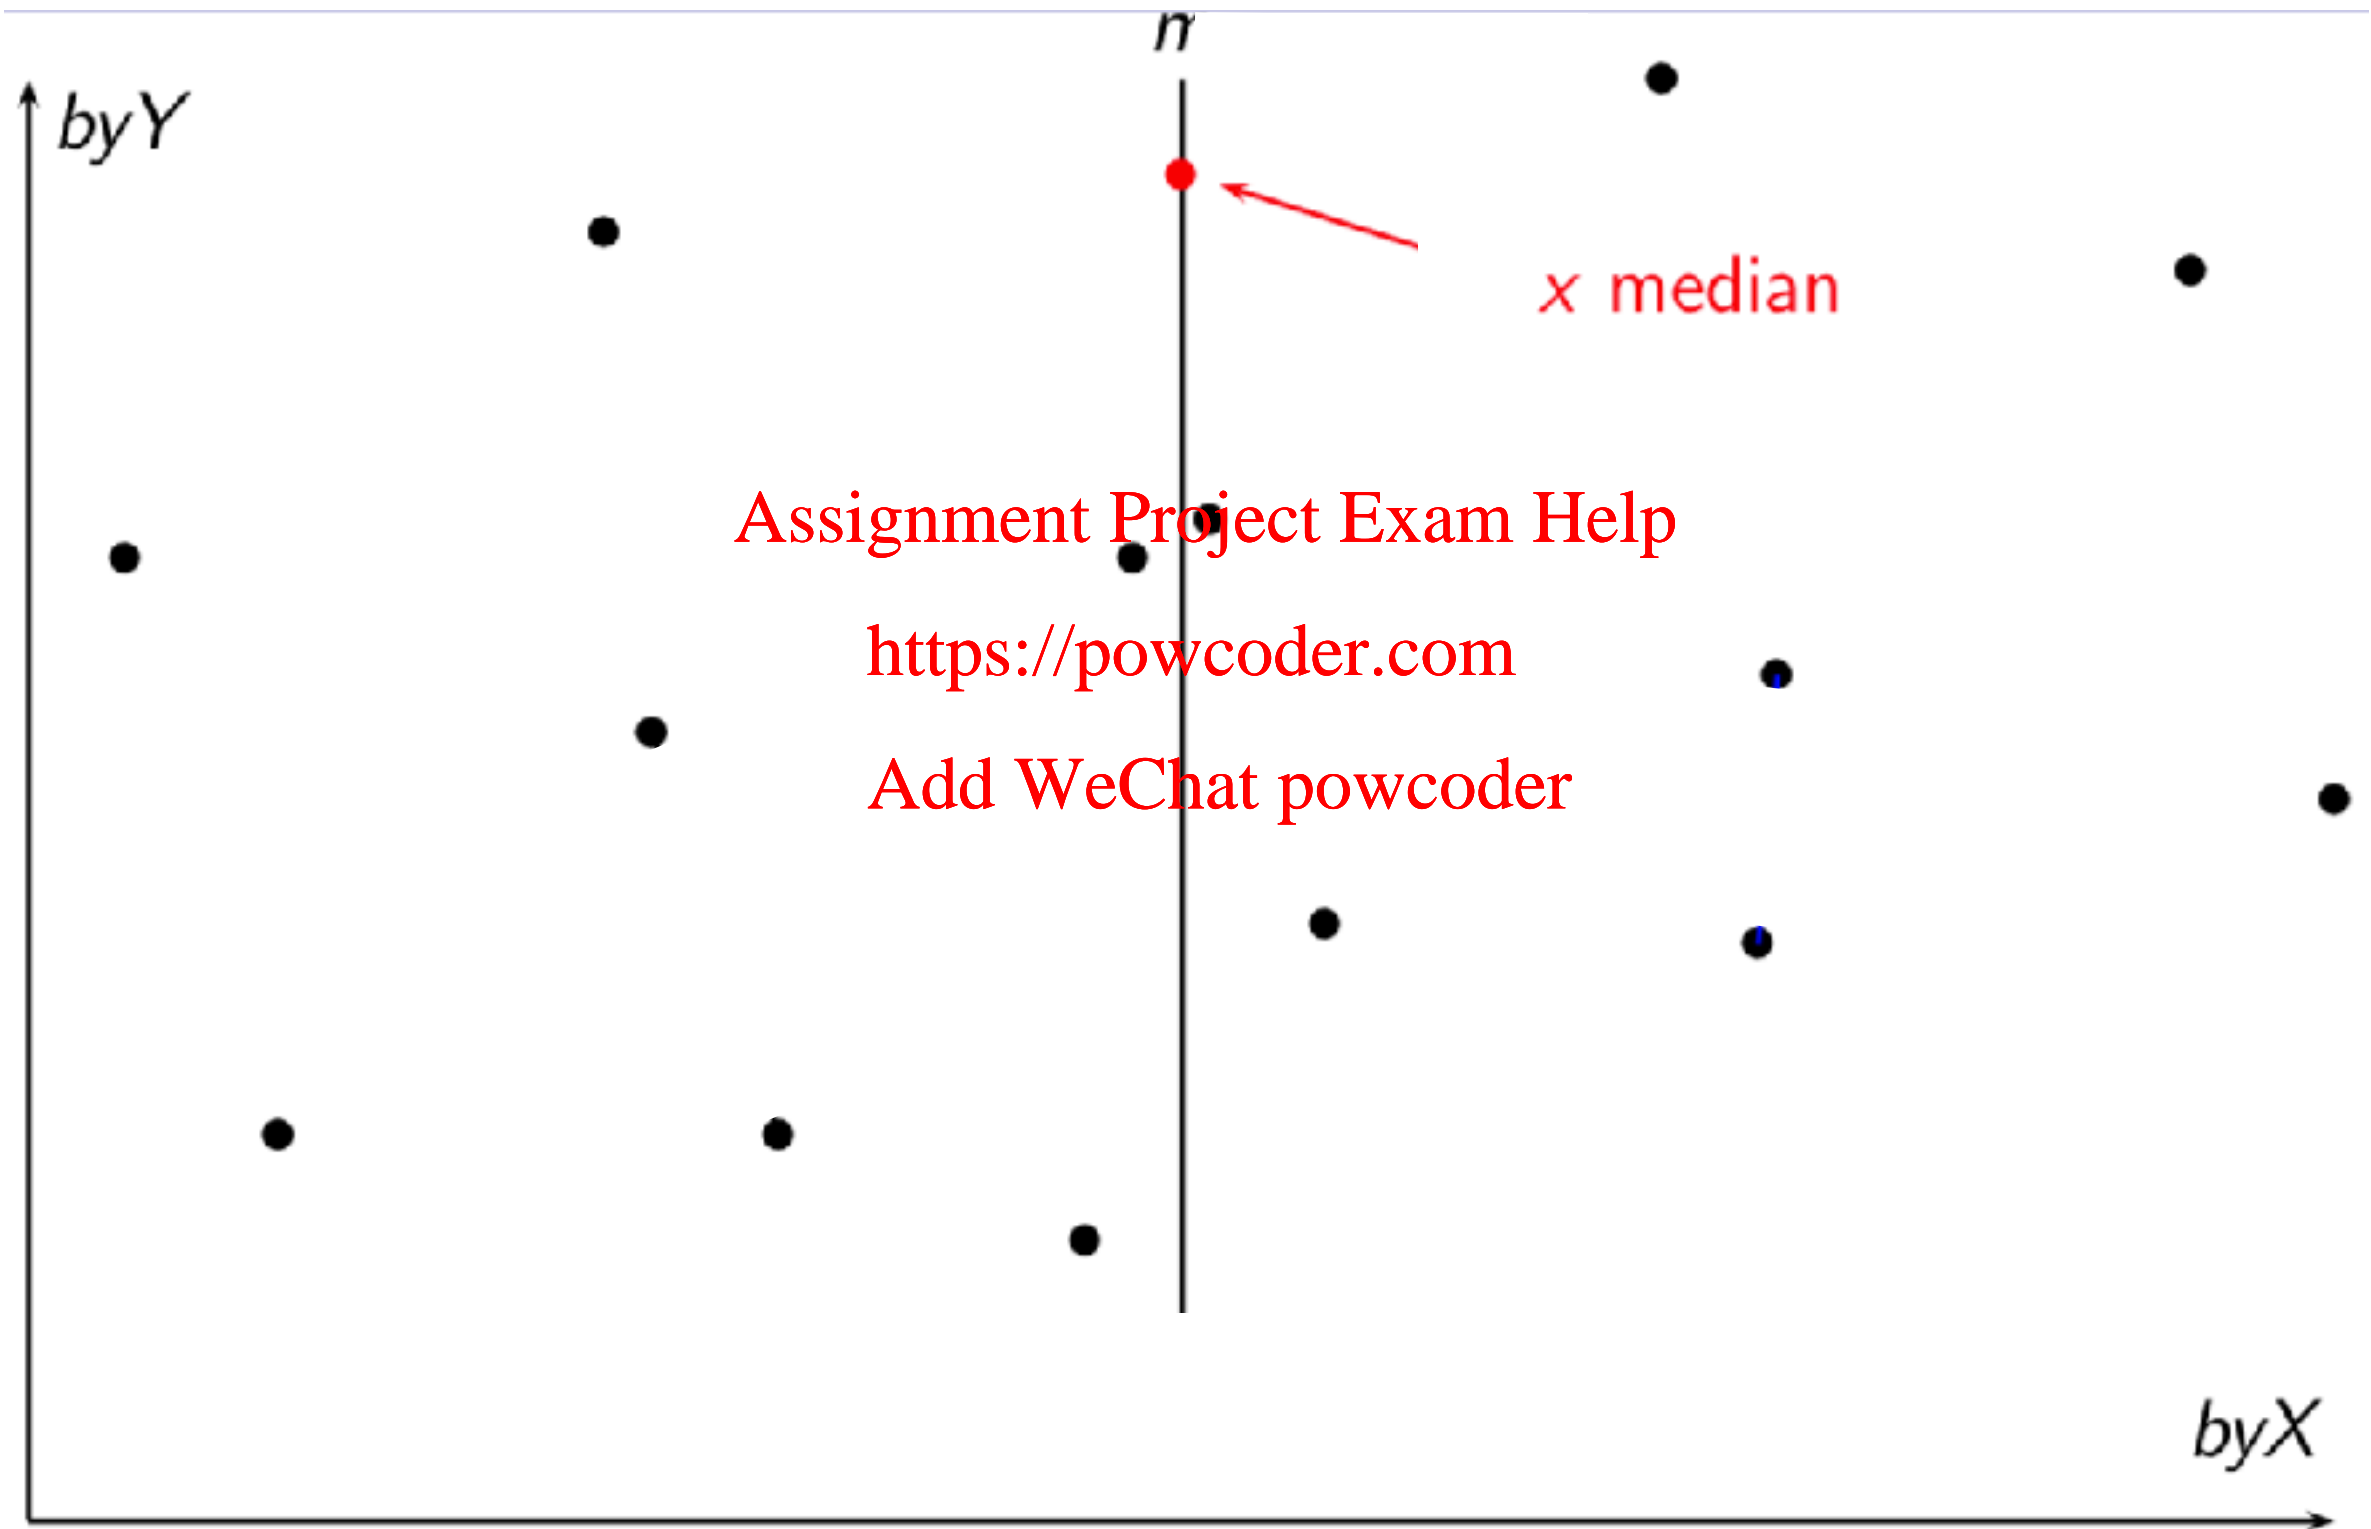 byY
x median
Assignment Project Exam Help
https://powcoder.com
Add WeChat powcoder
byX